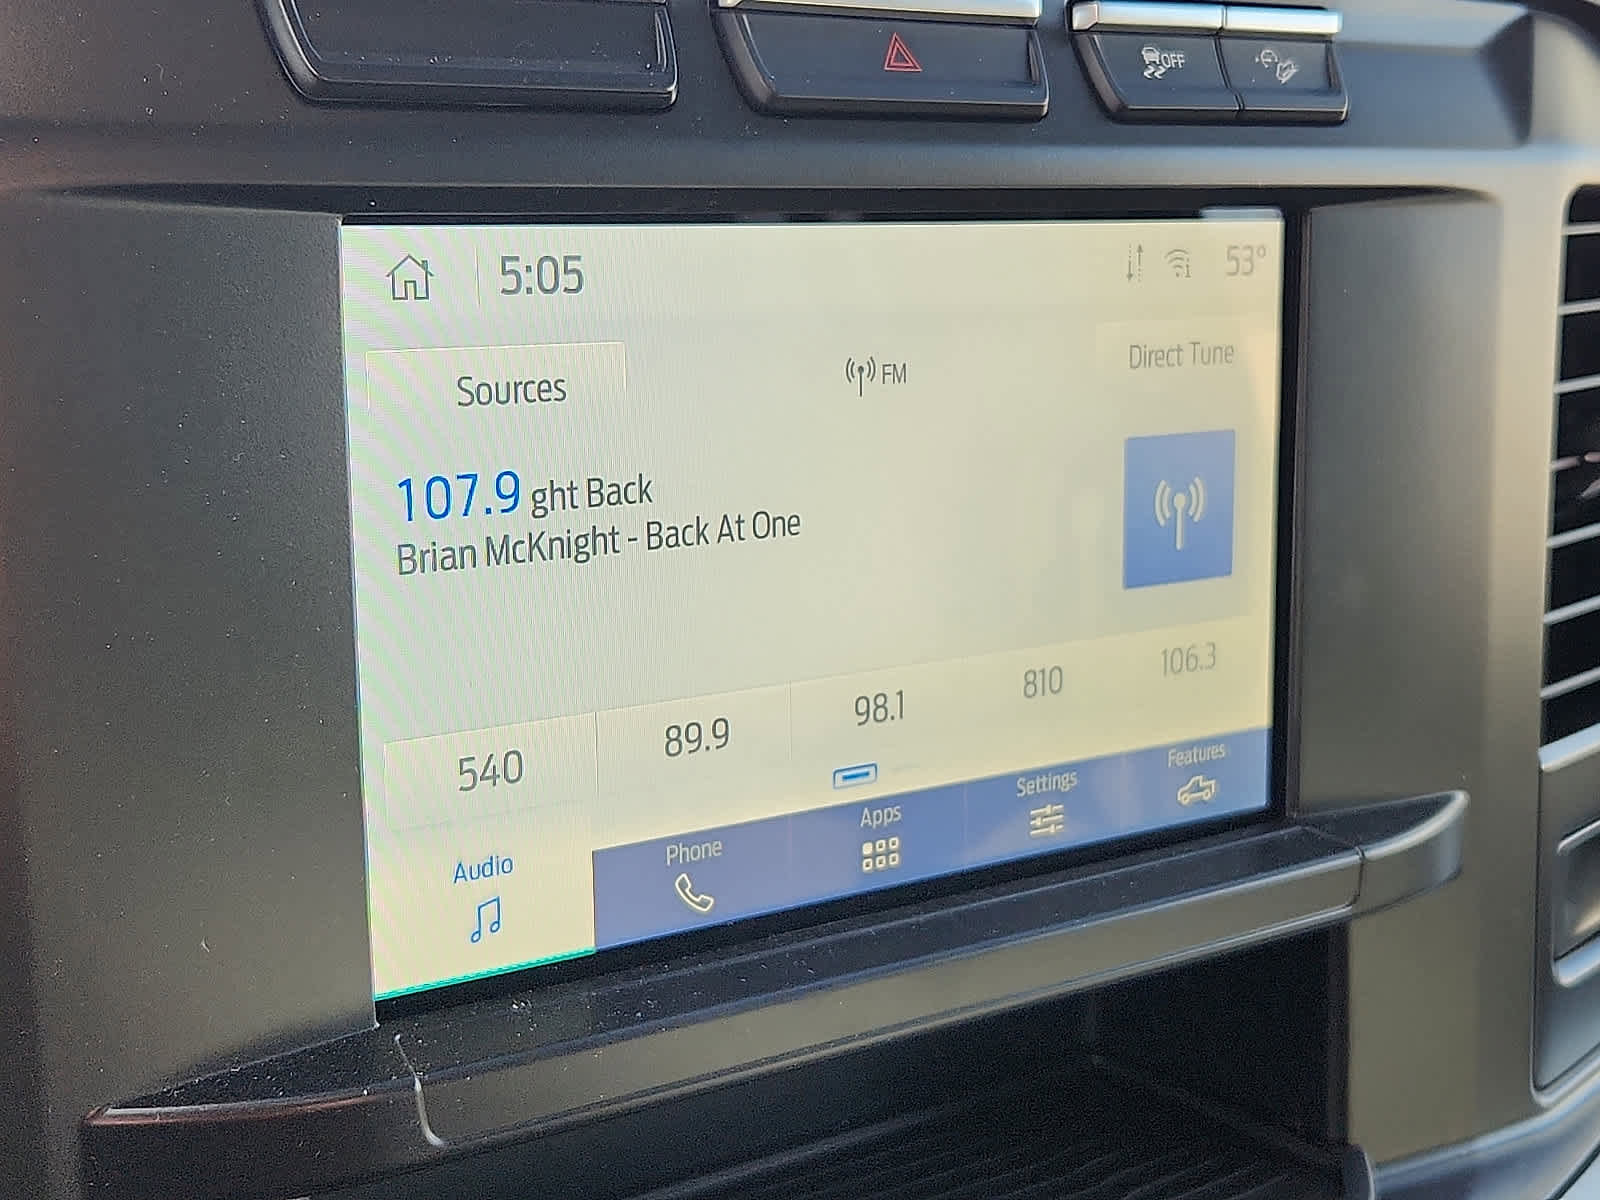 OFF
5:05
53°
Sources
FM
Direct Tune
107.9 ght Back
Brian McKnight - Back At One
540
89.9
98.1
810
106.3
Audio
Phone
Apps
Settings
Features